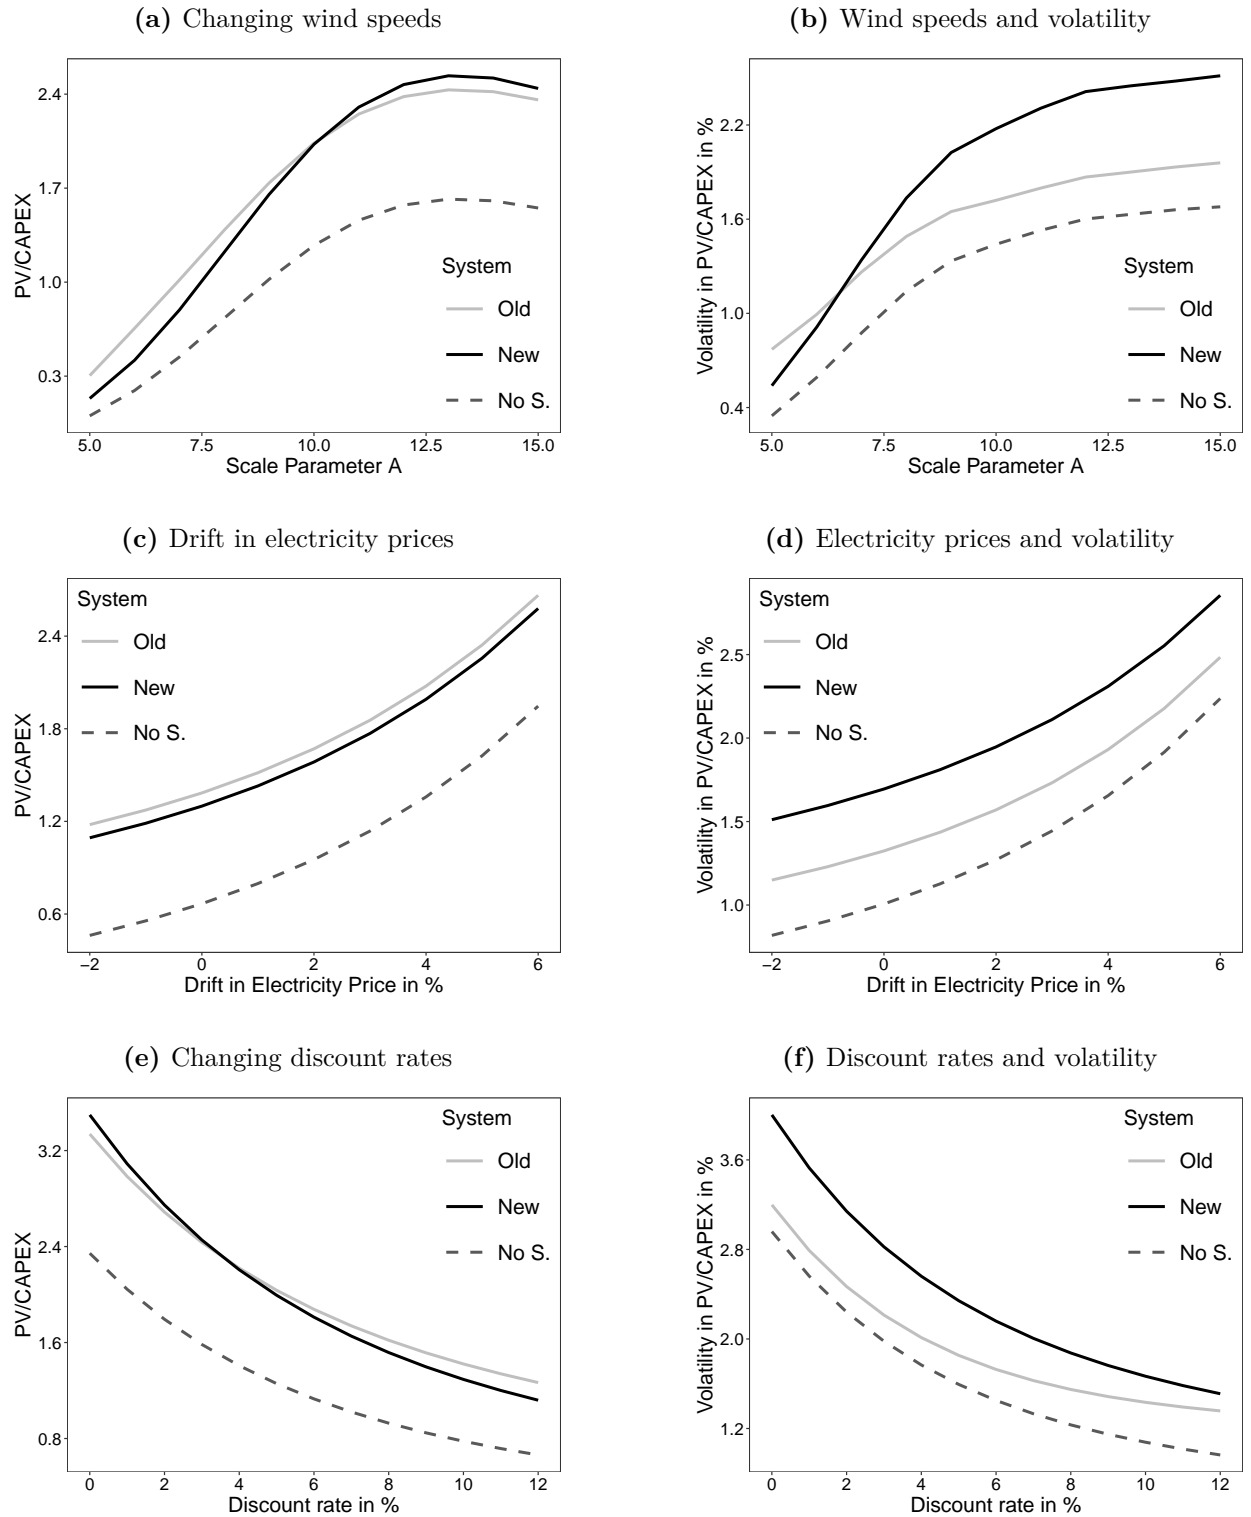 (a) Changing wind speeds
PV/CAPEX
2.4
1.7
1.0
0.3
System
Old
New
No S.
5.0 7.5 10.0 12.5 15.0
Scale Parameter A
(b) Wind speeds and volatility
Volatility in PV/CAPEX in %
2.2
1.6
1.0
0.4
System
Old
New
No S.
5.0 7.5 10.0 12.5 15.0
Scale Parameter A
(c) Drift in electricity prices
PV/CAPEX
2.4
1.8
1.2
0.6
System
Old
New
No S.
−2 0 2 4 6
Drift in Electricity Price in %
(d) Electricity prices and volatility
Volatility in PV/CAPEX in %
2.5
2.0
1.5
1.0
System
Old
New
No S.
−2 0 2 4 6
Drift in Electricity Price in %
(e) Changing discount rates
PV/CAPEX
3.2
2.4
1.6
0.8
System
Old
New
No S.
0 2 4 6 8 10 12
Discount rate in %
(f) Discount rates and volatility
Volatility in PV/CAPEX in %
3.6
2.8
2.0
1.2
System
Old
New
No S.
0 2 4 6 8 10 12
Discount rate in %